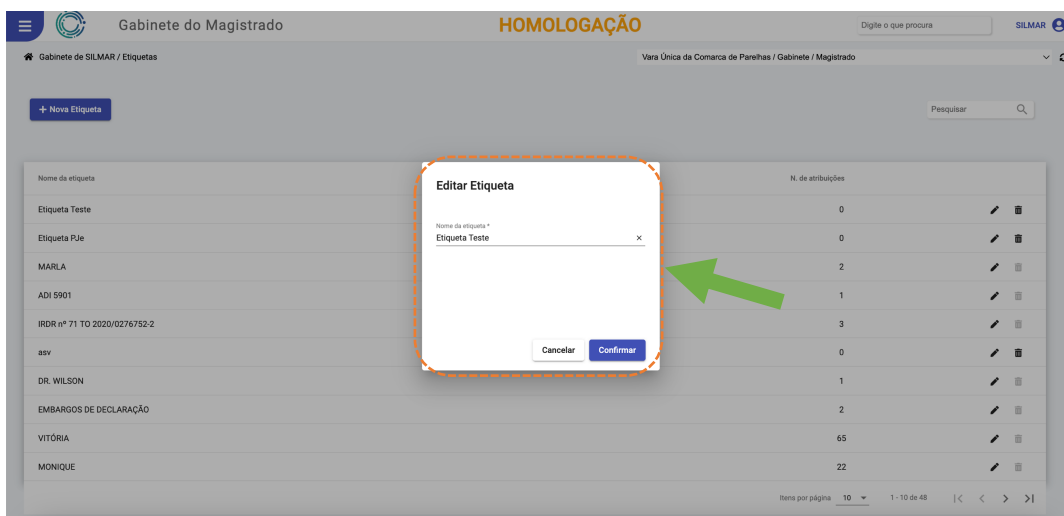 Gabinete do Magistrado HOMOLOGAÇÃO Digite o que procura SILMAR
Gabinete de SILMAR / Etiquetas Vara Única da Comarca de Parelhas / Gabinete / Magistrado
+ Nova Etiqueta Pesquisar
Nome da etiqueta N. de atribuições
Etiqueta Teste 0
Etiqueta PJe 0
MARLA 2
ADI 5901 1
IRDR nº 71 TO 2020/0276752-2 3
asv 0
DR. WILSON 1
EMBARGOS DE DECLARAÇÃO 2
VITÓRIA 65
MONIQUE 22
Editar Etiqueta
Nome da etiqueta *
Etiqueta Teste ×
Cancelar Confirmar
Itens por página 10 1 - 10 de 48 |< < > >|